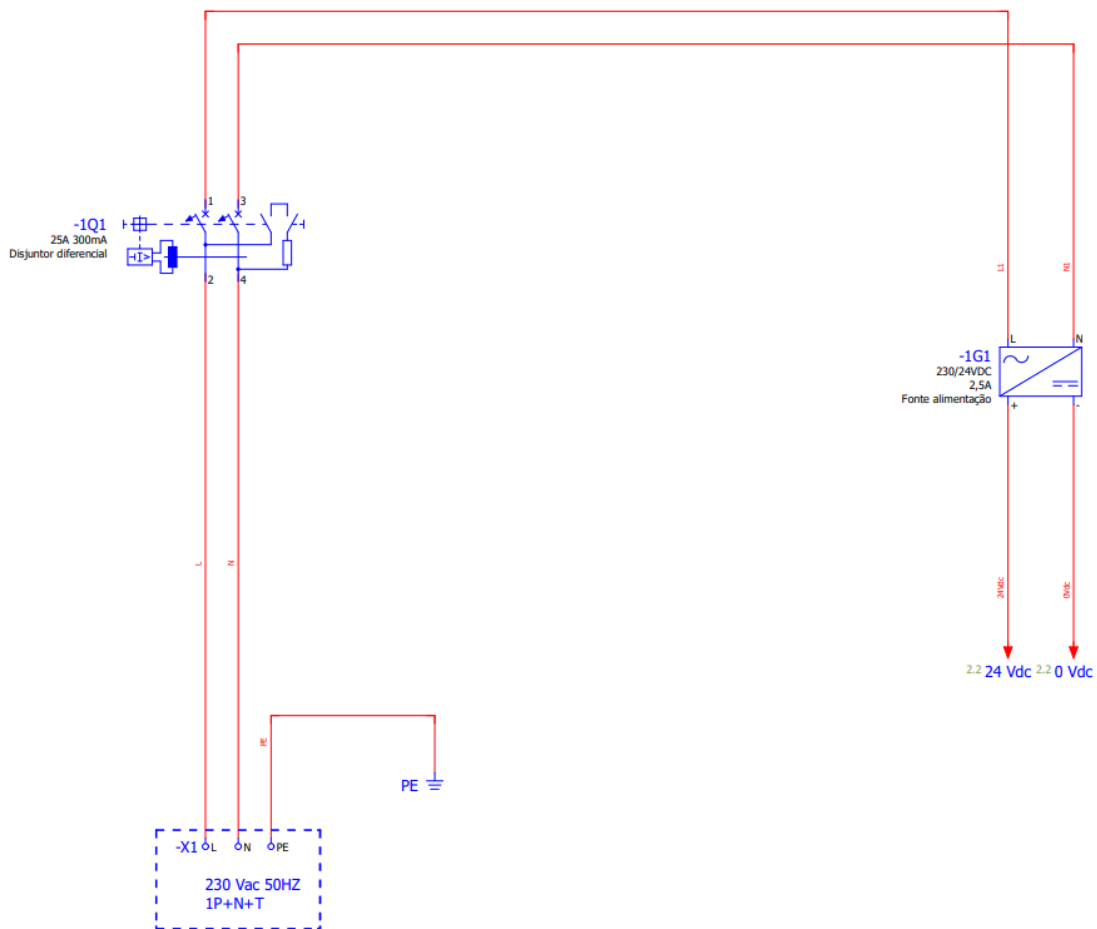 1 3
-1Q1
25A 300mA
Disjuntor diferencial
2 4
L1
N1
L N
-1G1
230/24VDC
2,5A
Fonte alimentação
+ -
L
N
24Vdc
0Vdc
2.2 24 Vdc 2.2 0 Vdc
PE
PE
-X1 L N PE
230 Vac 50HZ
1P+N+T